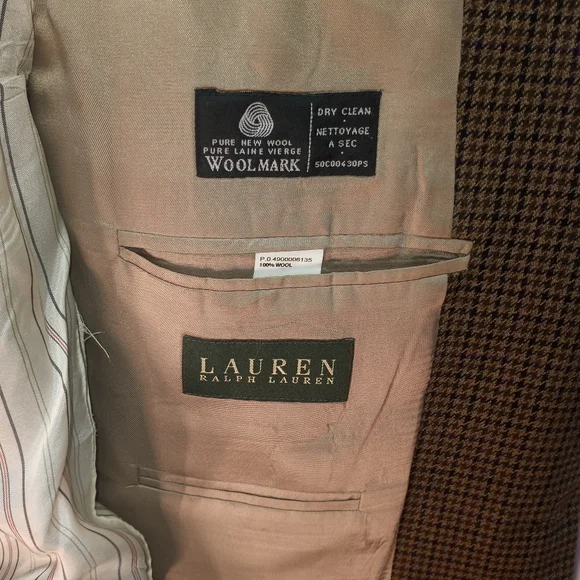 PURE NEW WOOL
PURE LAINE VIERGE
WOOLMARK
DRY CLEAN
•
NETTOYAGE
A SEC
•
50C00430PS
P.O.4900006135
100% WOOL
LAUREN
RALPH LAUREN